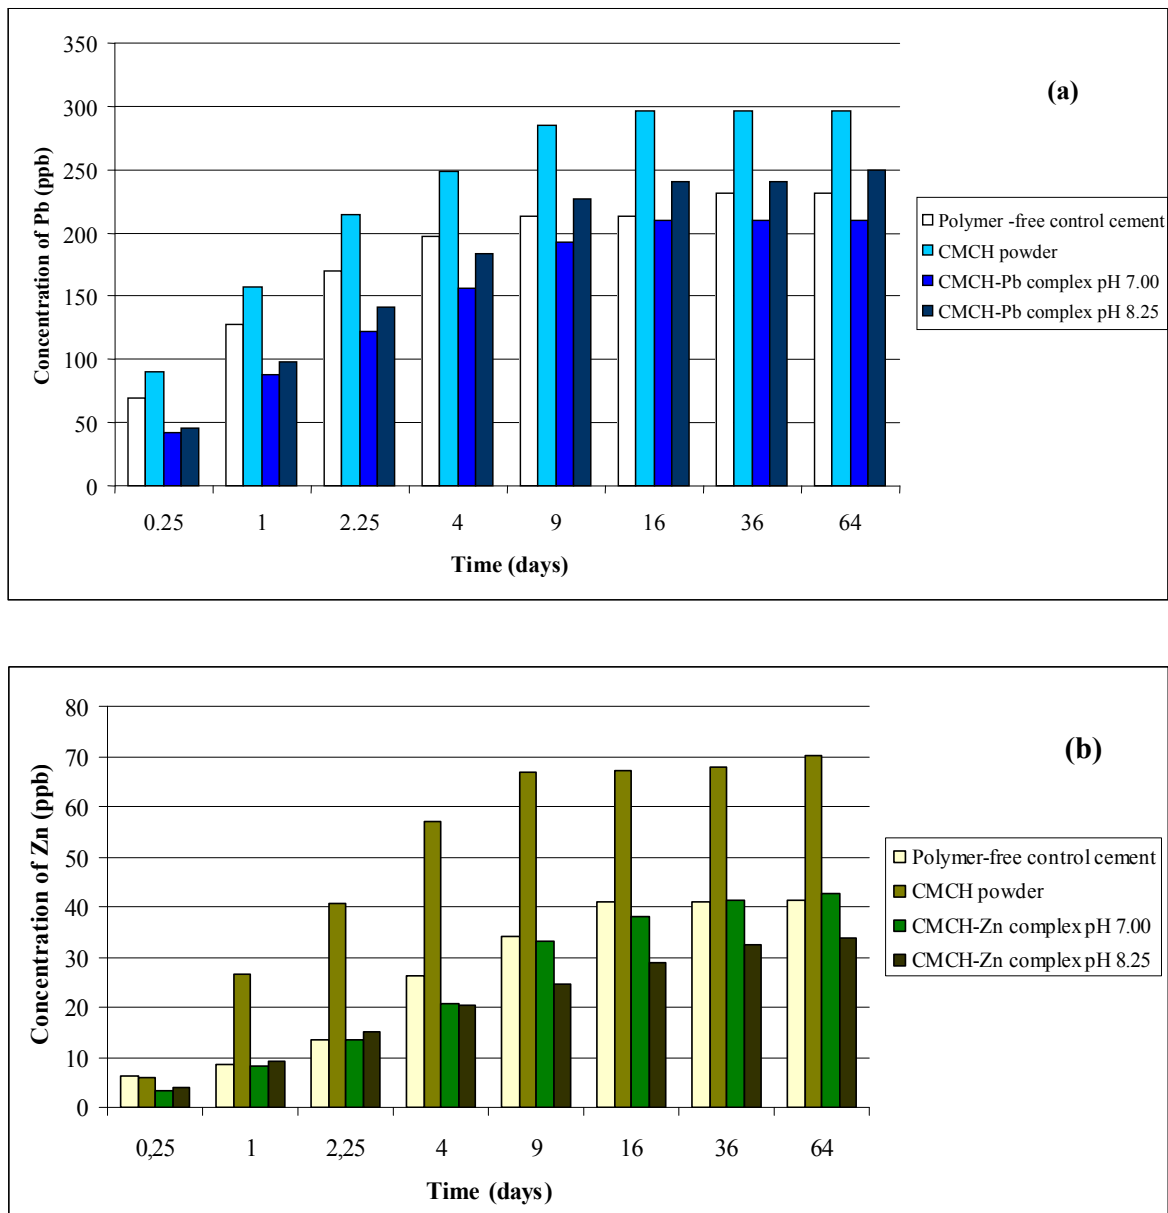 350
300
250
200
150
100
50
0
Concentration of Pb (ppb)
0.25 1 2.25 4 9 16 36 64
Time (days)
(a)
Polymer -free control cement
CMCH powder
CMCH-Pb complex pH 7.00
CMCH-Pb complex pH 8.25
80
70
60
50
40
30
20
10
0
Concentration of Zn (ppb)
0,25 1 2,25 4 9 16 36 64
Time (days)
(b)
Polymer-free control cement
CMCH powder
CMCH-Zn complex pH 7.00
CMCH-Zn complex pH 8.25